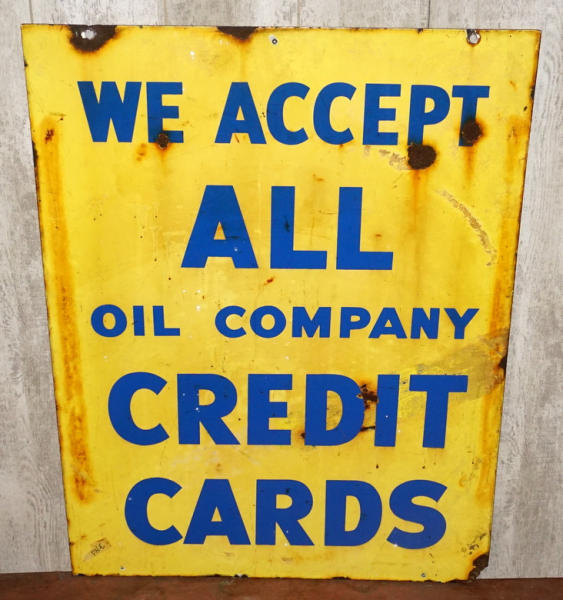 WE ACCEPT
ALL
OIL COMPANY
CREDIT
CARDS